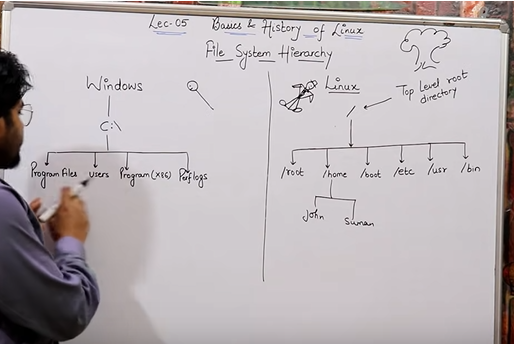 Lec-05 Basics & History of Linux
File System Hierarchy
Windows
C:\
Program Files users Program(x86) Perflogs
Linux
Top Level root
directory
/
/root /home /boot /etc /usr /bin
John Suman